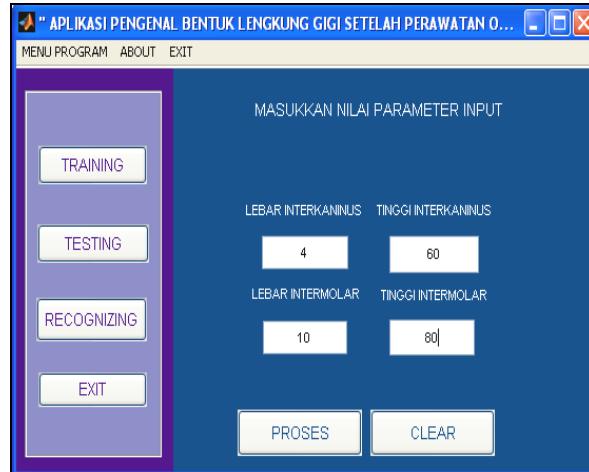 " APLIKASI PENGENAL BENTUK LENGKUNG GIGI SETELAH PERAWATAN O...
MENU PROGRAM ABOUT EXIT
TRAINING
TESTING
RECOGNIZING
EXIT
MASUKKAN NILAI PARAMETER INPUT
LEBAR INTERKANINUS TINGGI INTERKANINUS
4 60
LEBAR INTERMOLAR TINGGI INTERMOLAR
10 80
PROSES CLEAR